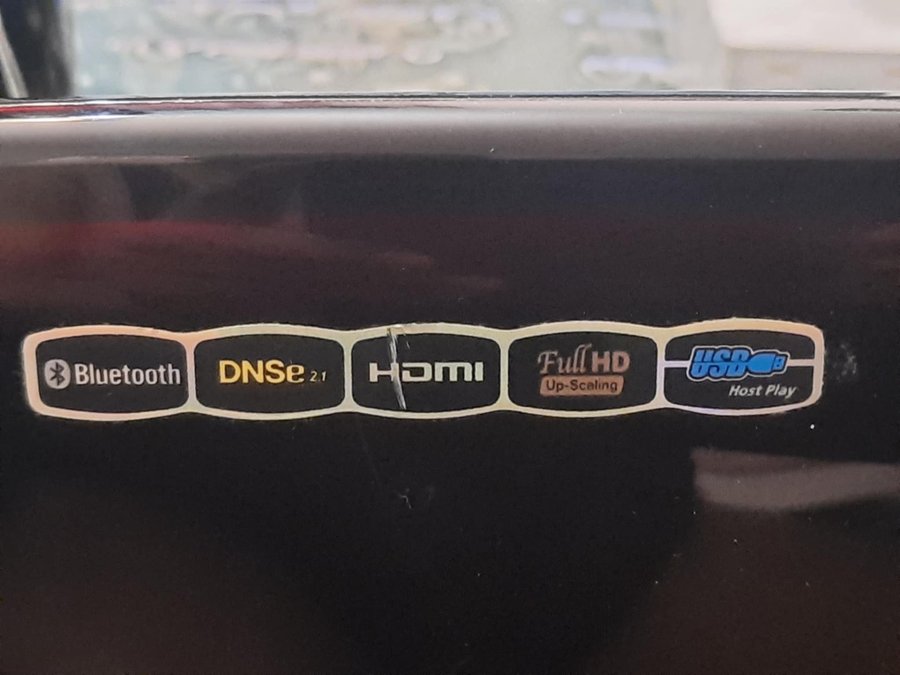 Bluetooth
DNSe 2.1
HDMI
Full HD
Up-Scaling
USB
Host Play